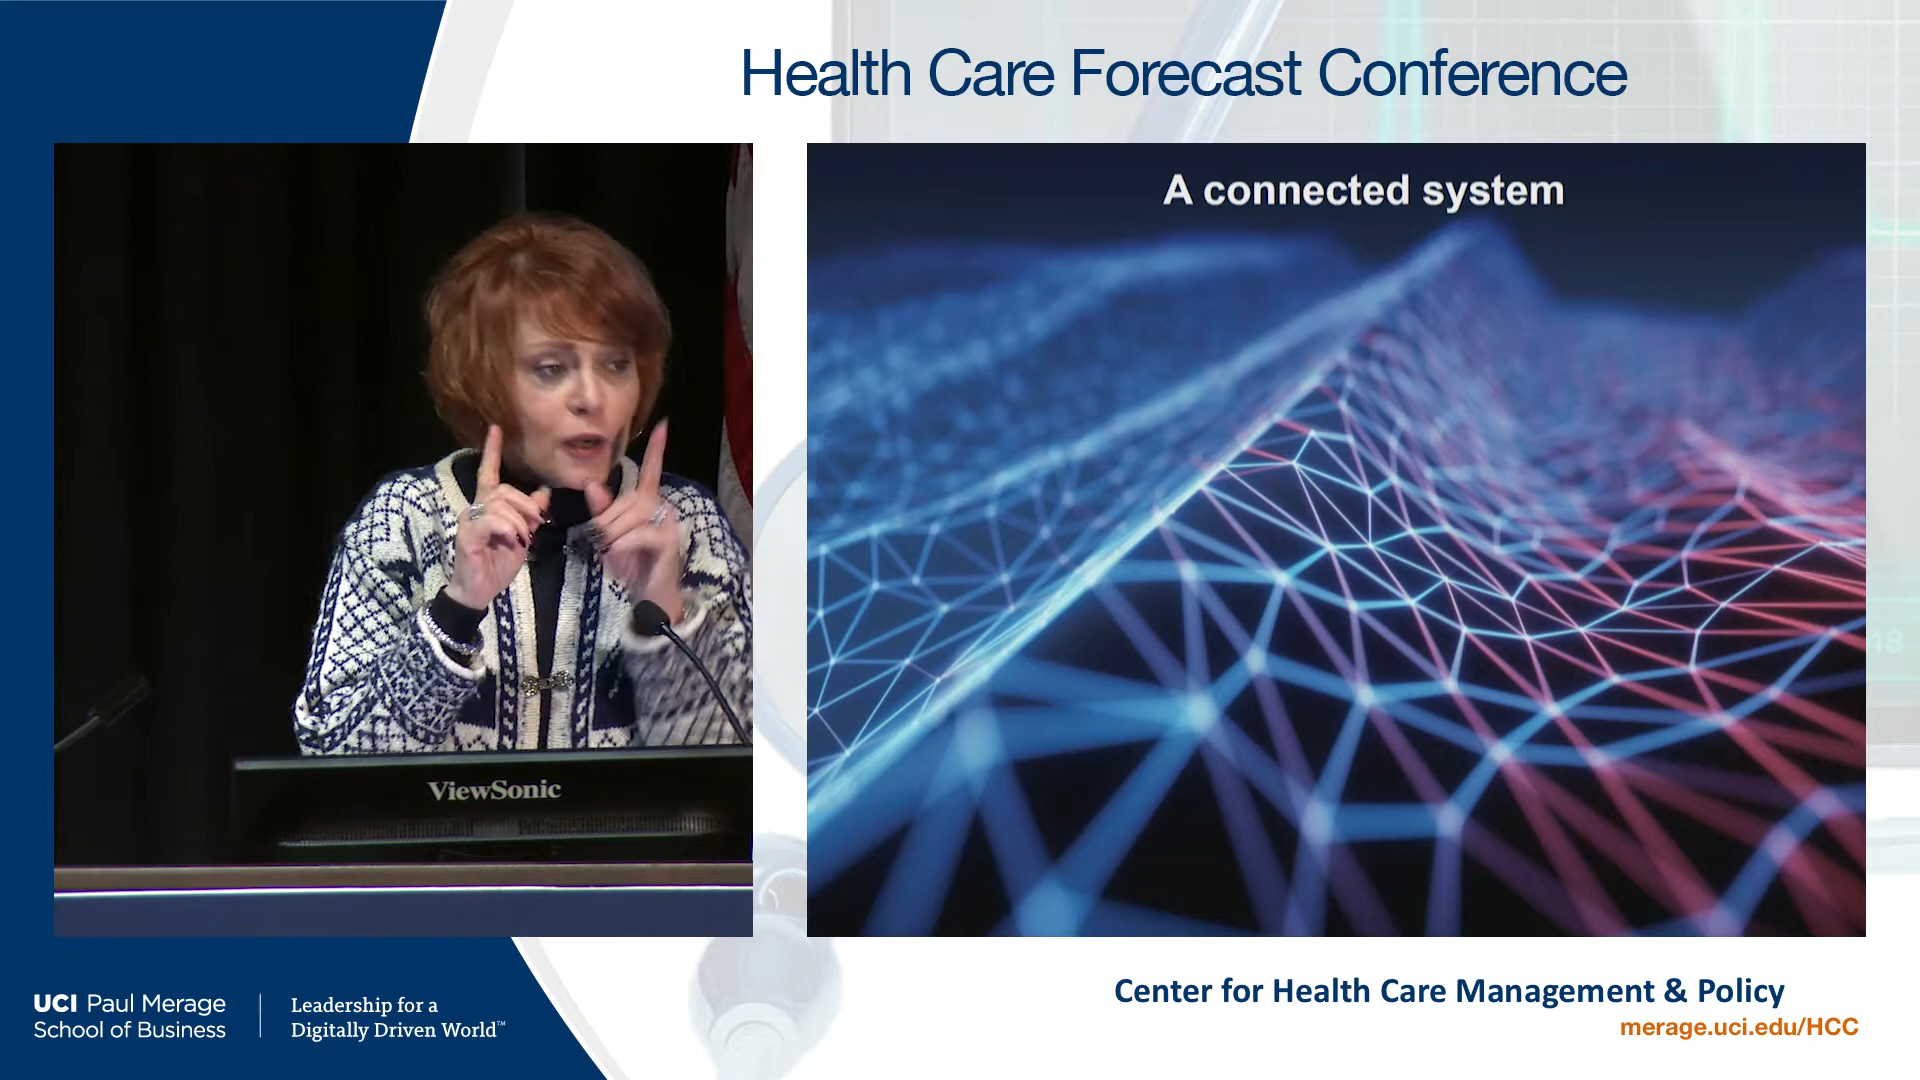 Health Care Forecast Conference
A connected system
ViewSonic
18
UCI Paul Merage
School of Business
Leadership for a
Digitally Driven World™
Center for Health Care Management & Policy
merage.uci.edu/HCC